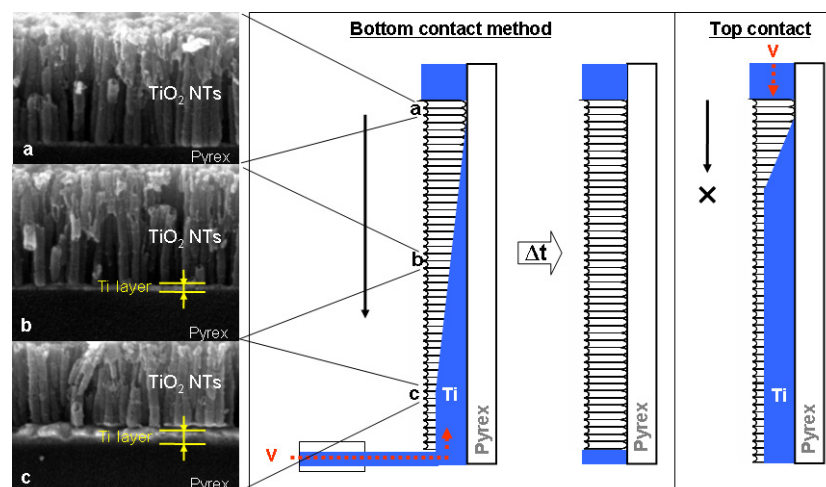 Bottom contact method
Top contact
V
TiO2 NTs
a
Pyrex
TiO2 NTs
Ti layer
b
Pyrex
TiO2 NTs
Ti layer
c
Pyrex
a
b
c
Ti
Pyrex
V
Δt
Pyrex
Ti
Pyrex